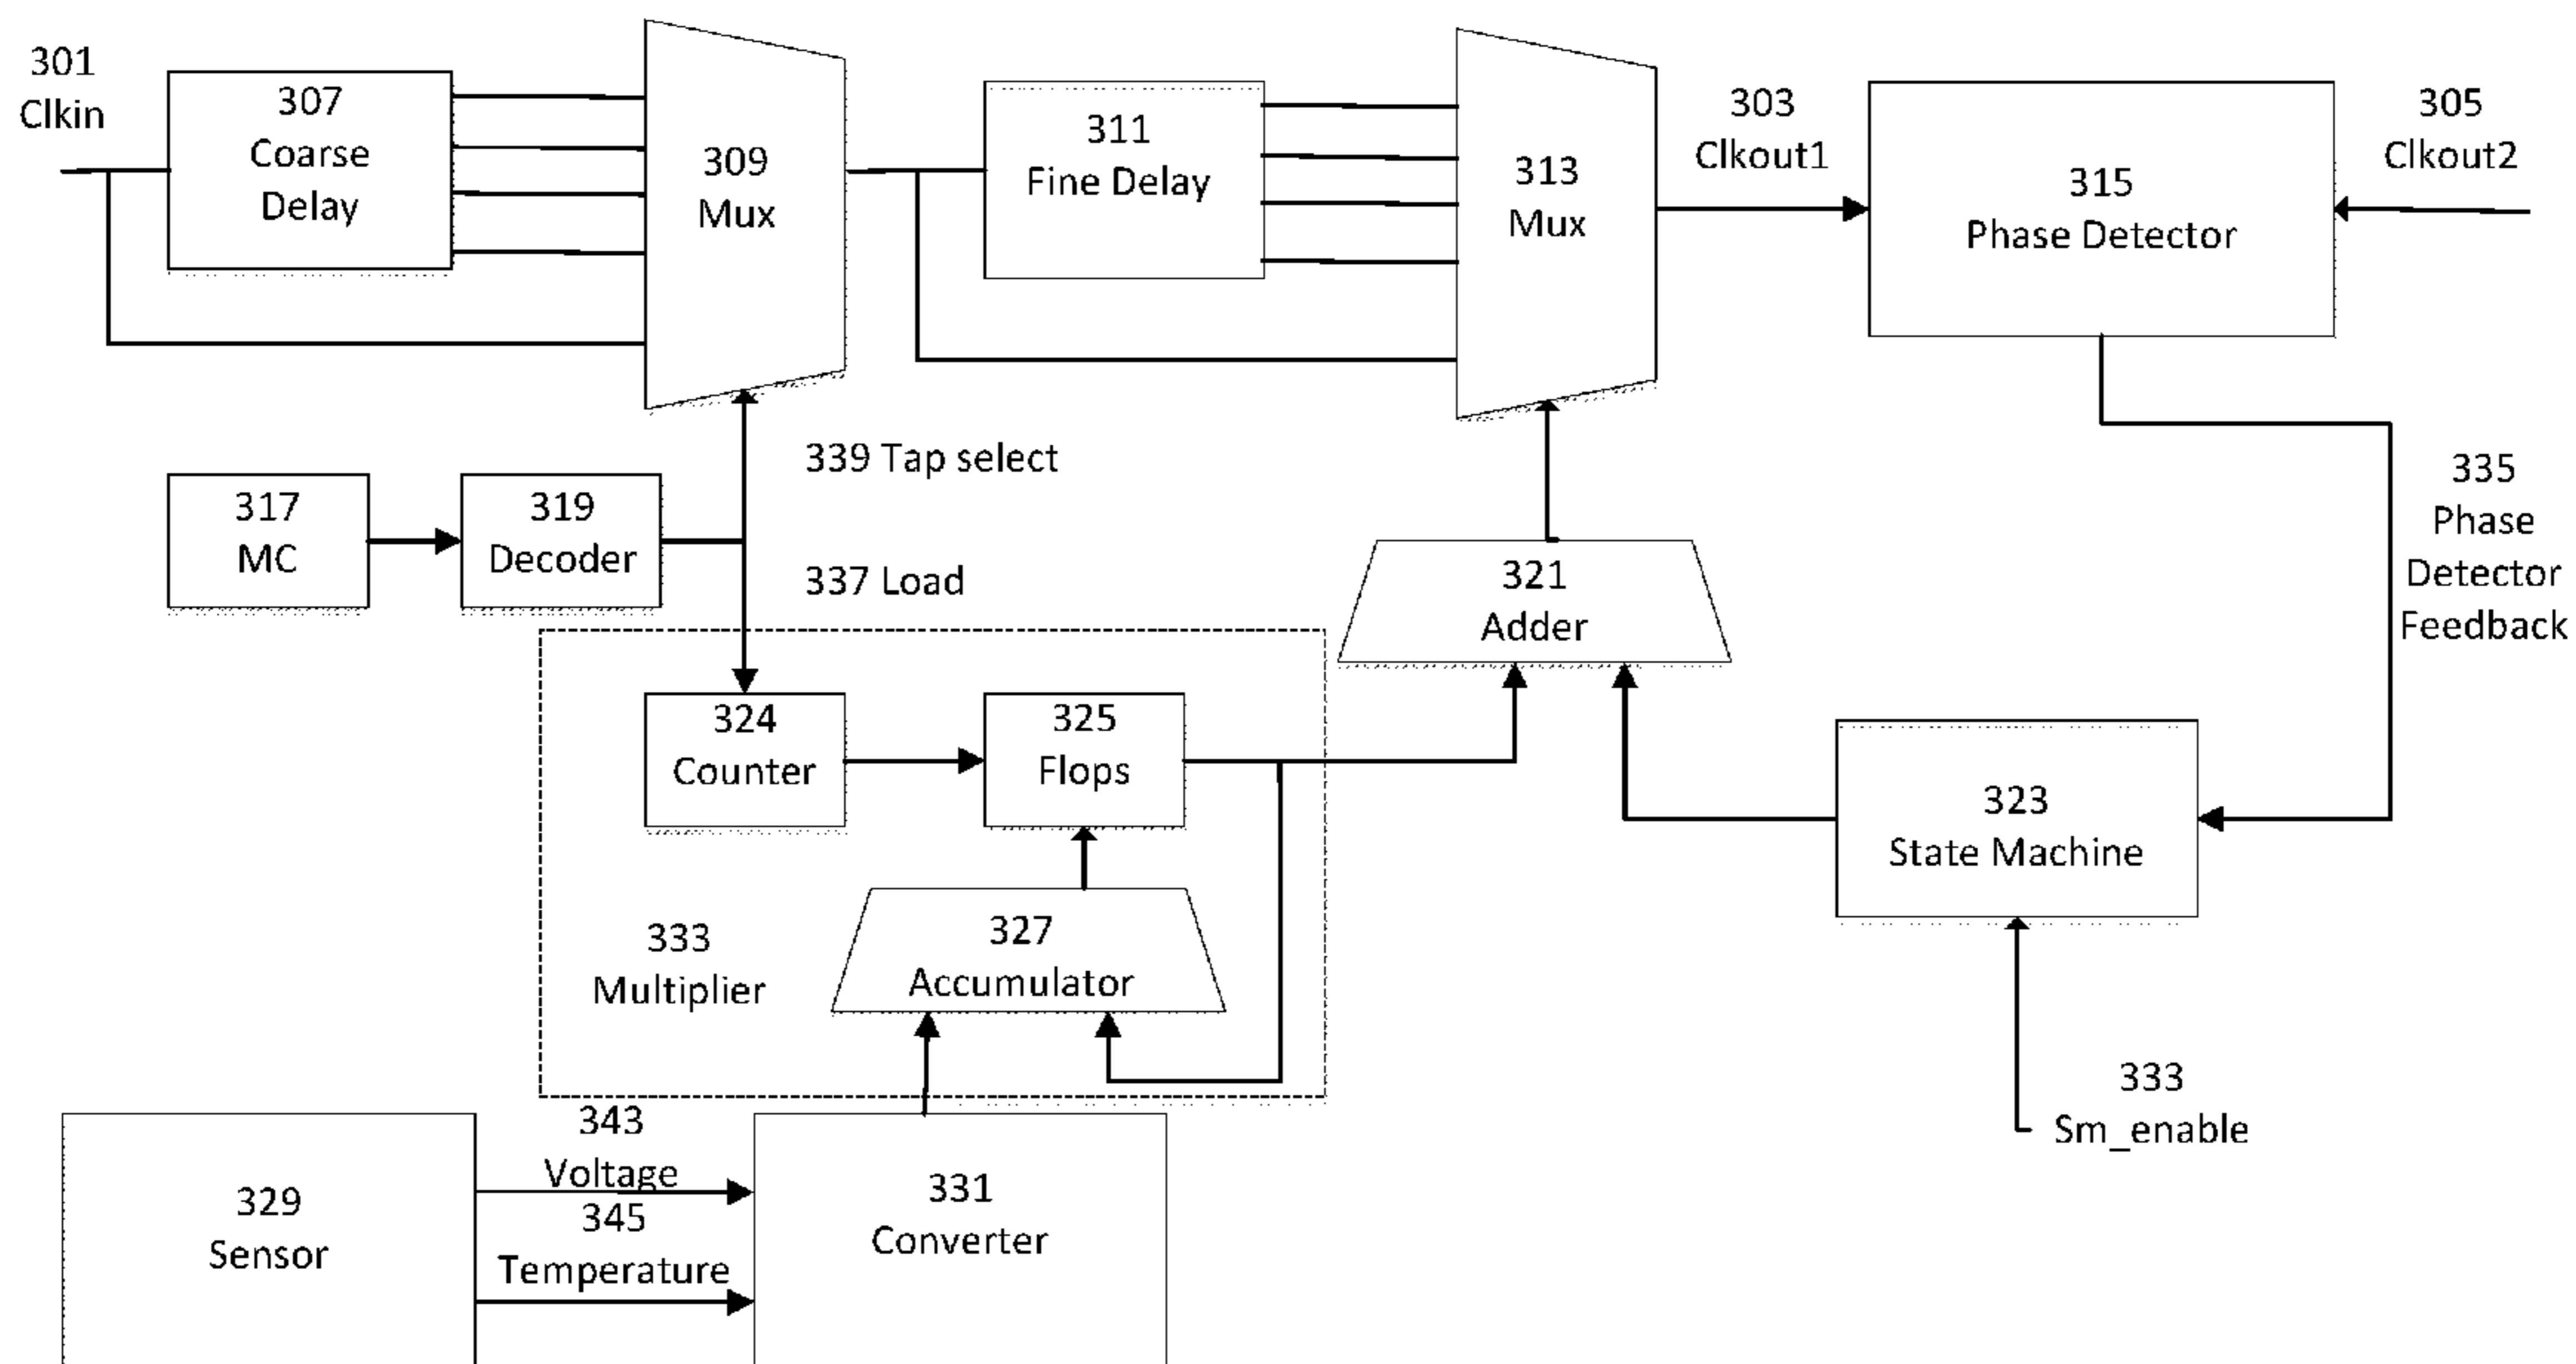 301
Clkin
307
Coarse
Delay
309
Mux
311
Fine Delay
313
Mux
303
Clkout1
315
Phase Detector
305
Clkout2
339 Tap select
317
MC
319
Decoder
337 Load
321
Adder
335
Phase
Detector
Feedback
324
Counter
325
Flops
323
State Machine
333
Multiplier
327
Accumulator
333
Sm_enable
329
Sensor
343
Voltage
345
Temperature
331
Converter